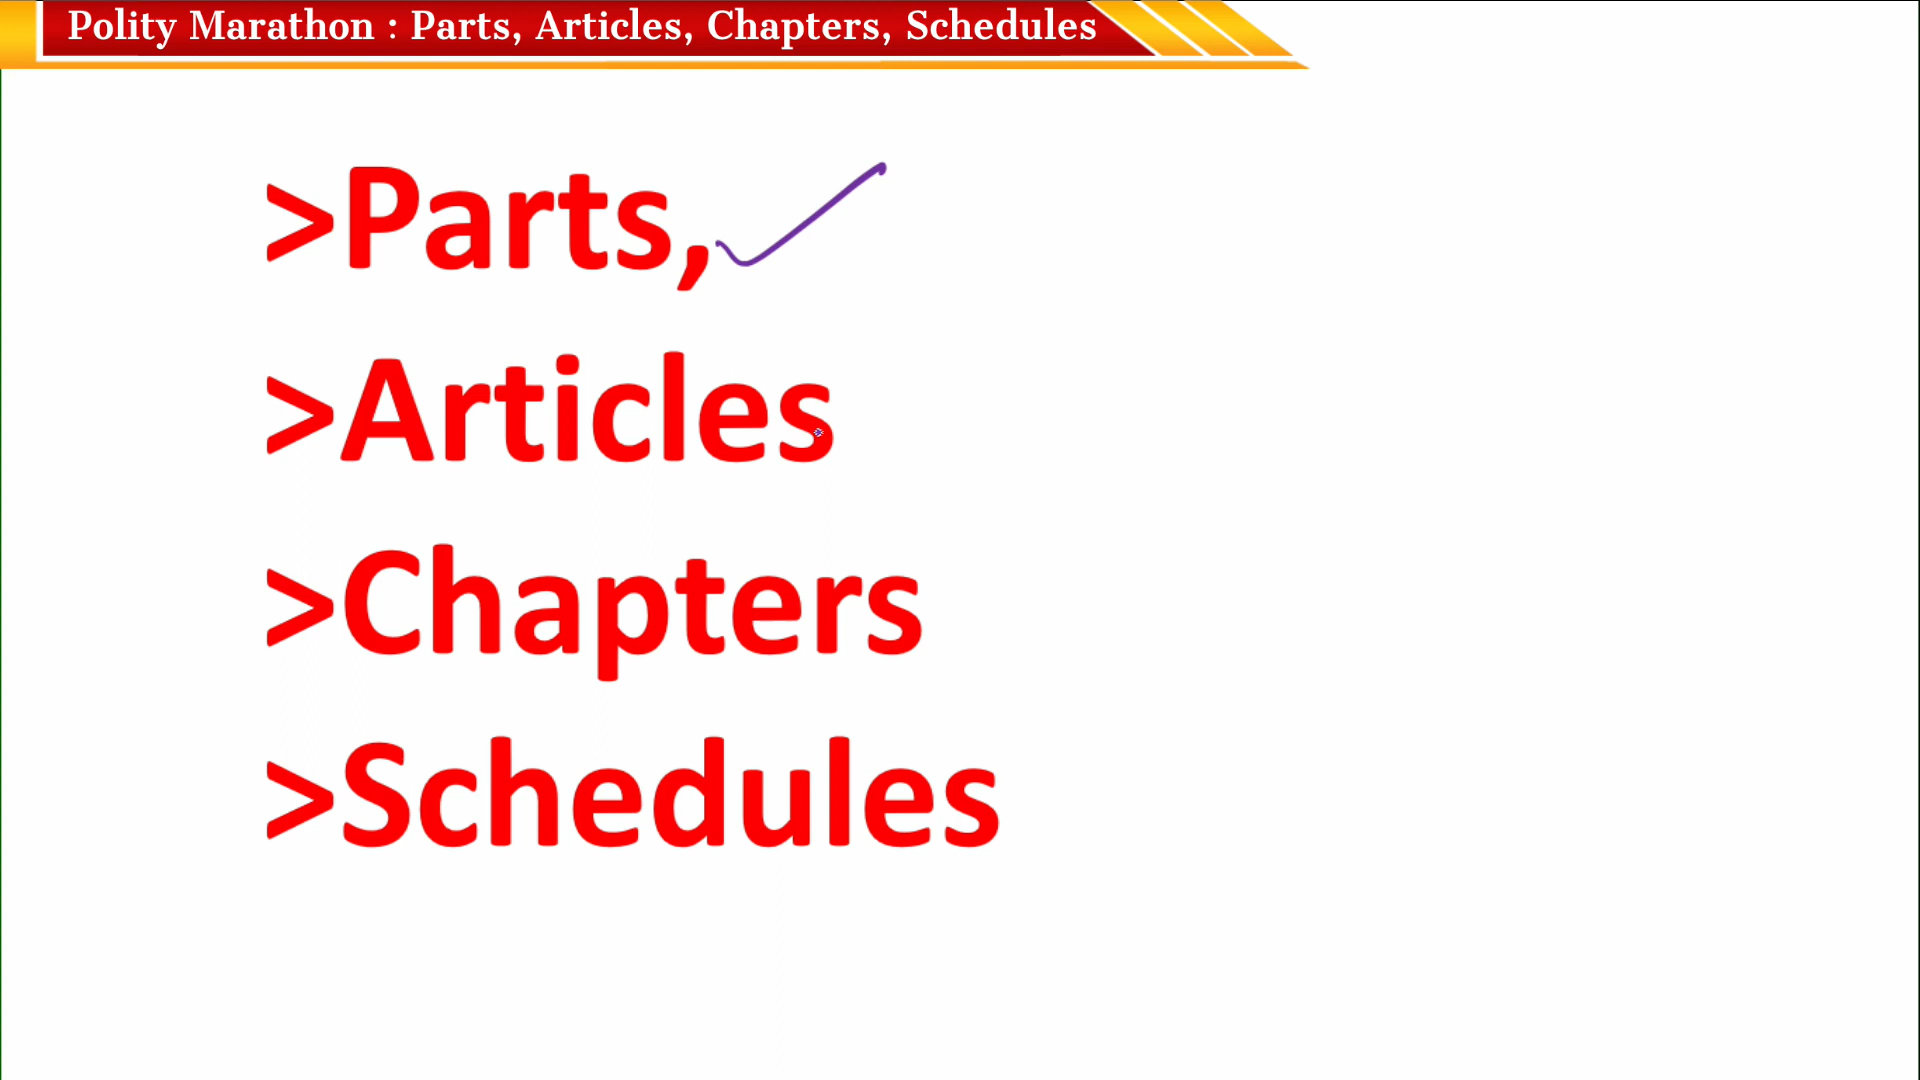 Polity Marathon : Parts, Articles, Chapters, Schedules
>Parts,
>Articles
>Chapters
>Schedules